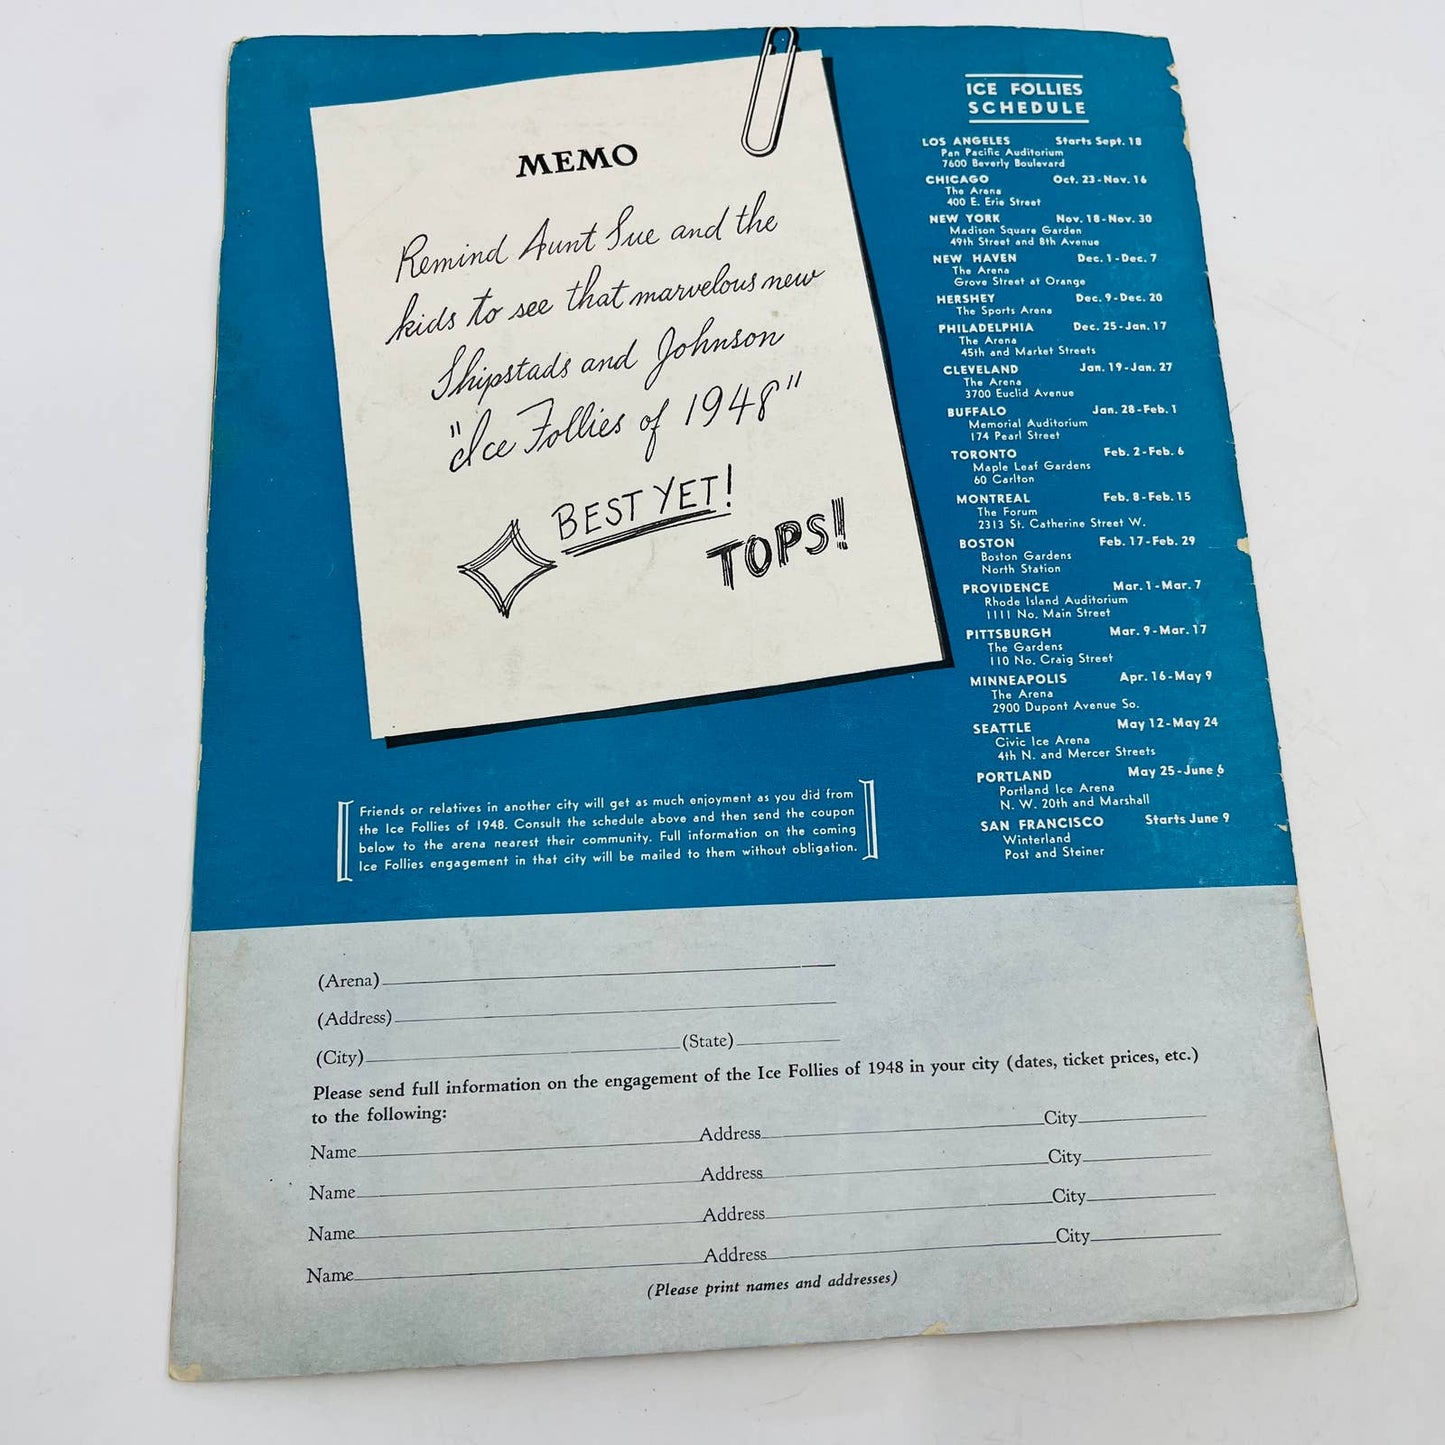 MEMO
Remind Aunt Sue and the
kids to see that marvelous new
Shipstads and Johnson
"Ice Follies of 1948"
BEST YET!
TOPS!
ICE FOLLIES
SCHEDULE
LOS ANGELES Starts Sept. 18
Pan Pacific Auditorium
7600 Beverly Boulevard
CHICAGO Oct. 23-Nov. 16
The Arena
400 E. Erie Street
NEW YORK Nov. 18-Nov. 30
Madison Square Garden
49th Street and 8th Avenue
NEW HAVEN Dec. 1-Dec. 7
The Arena
Grove Street at Orange
HERSHEY Dec. 9-Dec. 20
The Sports Arena
PHILADELPHIA Dec. 25-Jan. 17
The Arena
45th and Market Streets
CLEVELAND Jan. 19-Jan. 27
The Arena
3700 Euclid Avenue
BUFFALO Jan. 28-Feb. 1
Memorial Auditorium
174 Pearl Street
TORONTO Feb. 2-Feb. 6
Maple Leaf Gardens
60 Carlton
MONTREAL Feb. 8-Feb. 15
The Forum
2313 St. Catherine Street W.
BOSTON Feb. 17-Feb. 29
Boston Gardens
North Station
PROVIDENCE Mar. 1-Mar. 7
Rhode Island Auditorium
1111 No. Main Street
PITTSBURGH Mar. 9-Mar. 17
The Gardens
110 No. Craig Street
MINNEAPOLIS Apr. 16-May 9
The Arena
2900 Dupont Avenue So.
SEATTLE May 12-May 24
Civic Ice Arena
4th N. and Mercer Streets
PORTLAND May 25-June 6
Portland Ice Arena
N. W. 20th and Marshall
SAN FRANCISCO Starts June 9
Winterland
Post and Steiner
Friends or relatives in another city will get as much enjoyment as you did from
the Ice Follies of 1948. Consult the schedule above and then send the coupon
below to the arena nearest their community. Full information on the coming
Ice Follies engagement in that city will be mailed to them without obligation.
(Arena)
(Address)
(City) (State)
Please send full information on the engagement of the Ice Follies of 1948 in your city (dates, ticket prices, etc.)
to the following:
Name Address City
Name Address City
Name Address City
Name Address City
(Please print names and addresses)